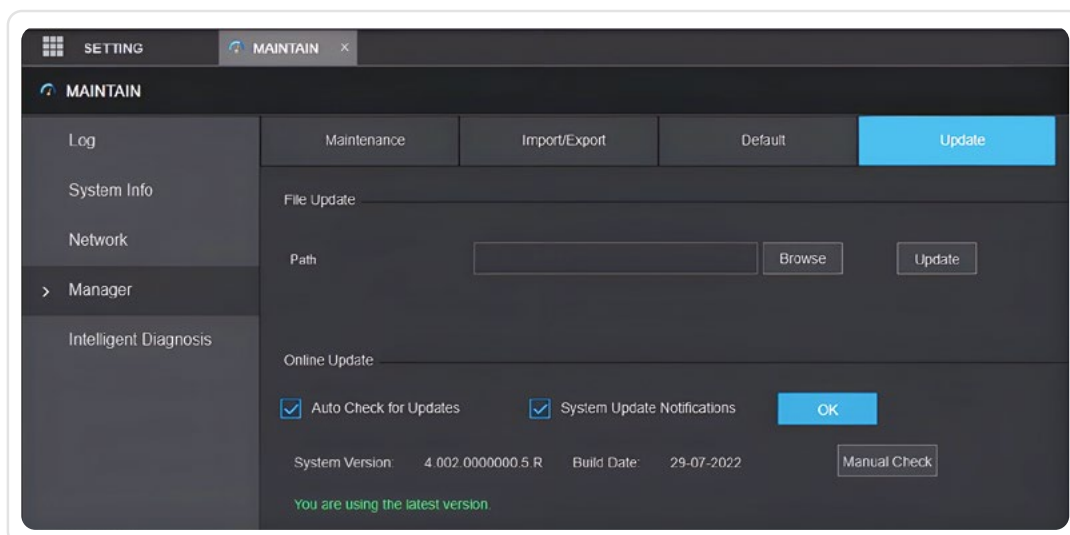 SETTING MAINTAIN ×
MAINTAIN
Log
System Info
Network
> Manager
Intelligent Diagnosis
Maintenance Import/Export Default Update
File Update
Path Browse Update
Online Update
Auto Check for Updates System Update Notifications OK
System Version: 4.002.0000000.5.R Build Date: 29-07-2022 Manual Check
You are using the latest version.